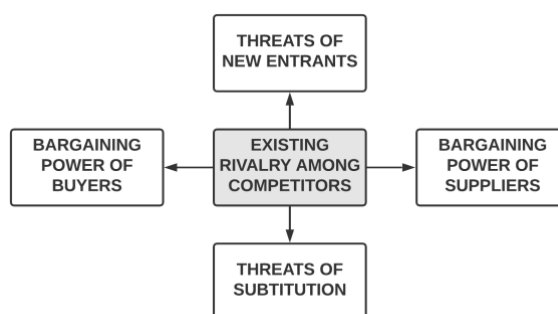 THREATS OF
NEW ENTRANTS
BARGAINING
POWER OF
BUYERS
EXISTING
RIVALRY AMONG
COMPETITORS
BARGAINING
POWER OF
SUPPLIERS
THREATS OF
SUBTITUTION